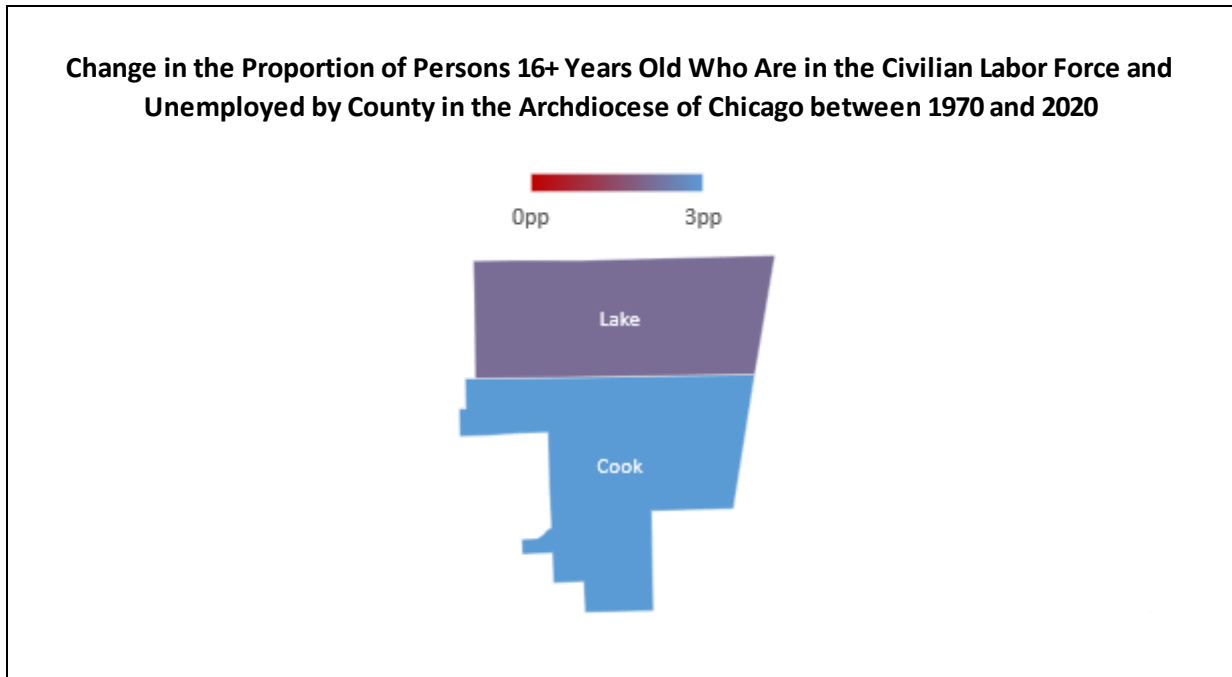 Change in the Proportion of Persons 16+ Years Old Who Are in the Civilian Labor Force and
Unemployed by County in the Archdiocese of Chicago between 1970 and 2020
0pp 3pp
Lake
Cook